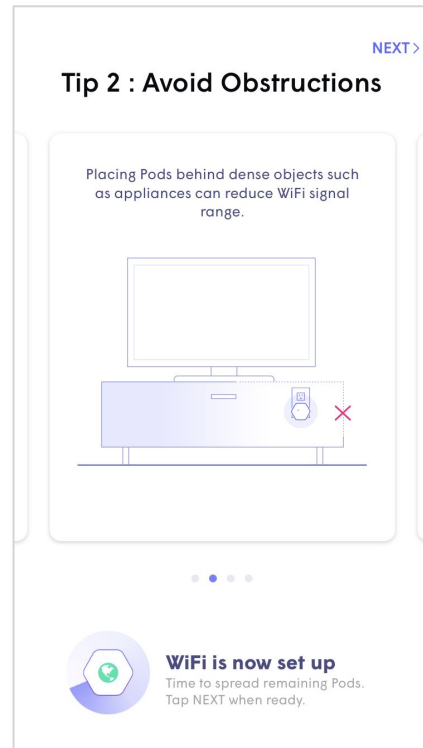 NEXT >
Tip 2 : Avoid Obstructions
Placing Pods behind dense objects such
as appliances can reduce WiFi signal
range.
WiFi is now set up
Time to spread remaining Pods.
Tap NEXT when ready.